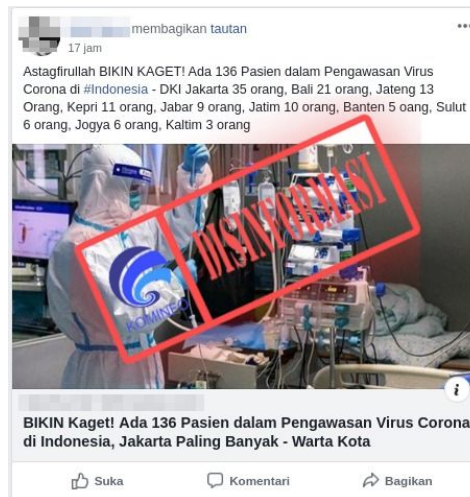 membagikan tautan
17 jam
Astagfirullah BIKIN KAGET! Ada 136 Pasien dalam Pengawasan Virus
Corona di #Indonesia - DKI Jakarta 35 orang, Bali 21 orang, Jateng 13
Orang, Kepri 11 orang, Jabar 9 orang, Jatim 10 orang, Banten 5 oang, Sulut
6 orang, Jogya 6 orang, Kaltim 3 orang
DISINFORMASI
KOMINFO
BIKIN Kaget! Ada 136 Pasien dalam Pengawasan Virus Corona
di Indonesia, Jakarta Paling Banyak - Warta Kota
Suka
Komentari
Bagikan